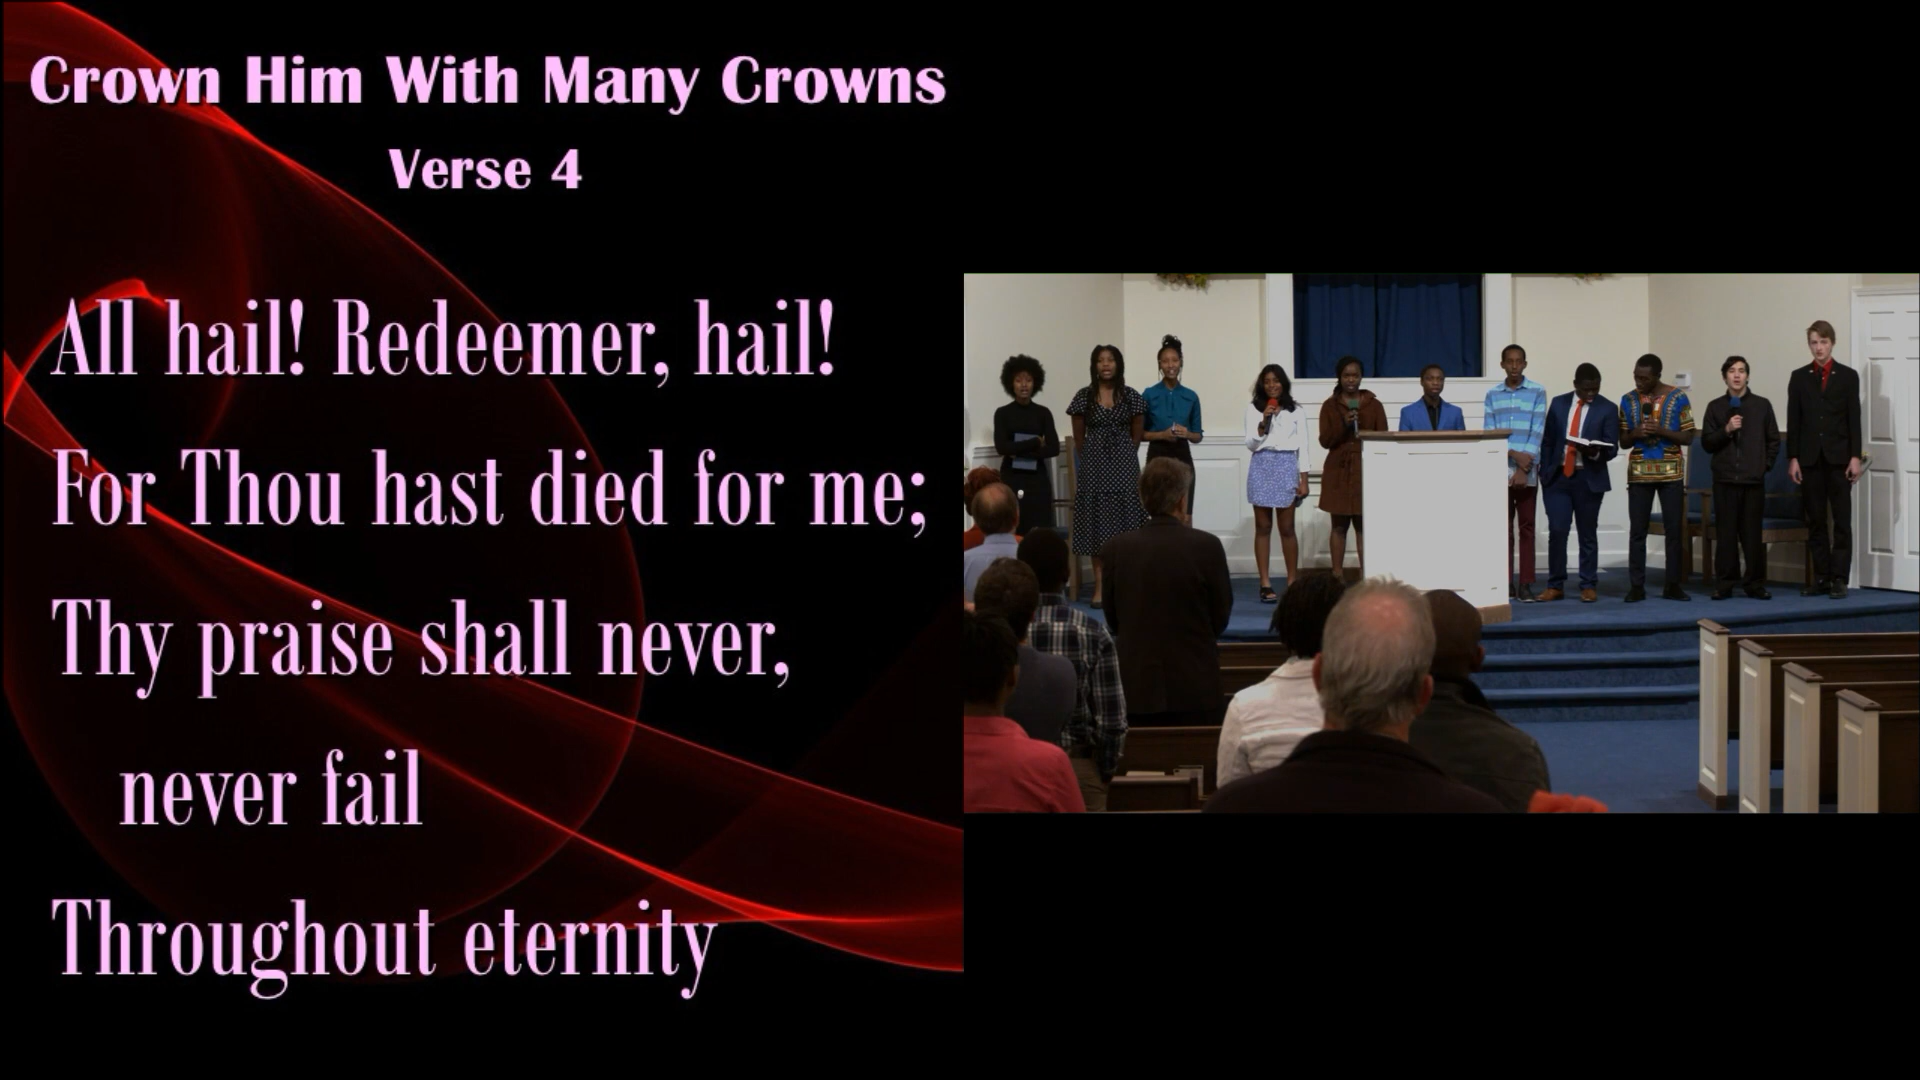 Crown Him With Many Crowns
Verse 4
All hail! Redeemer, hail!
For Thou hast died for me;
Thy praise shall never,
never fail
Throughout eternity